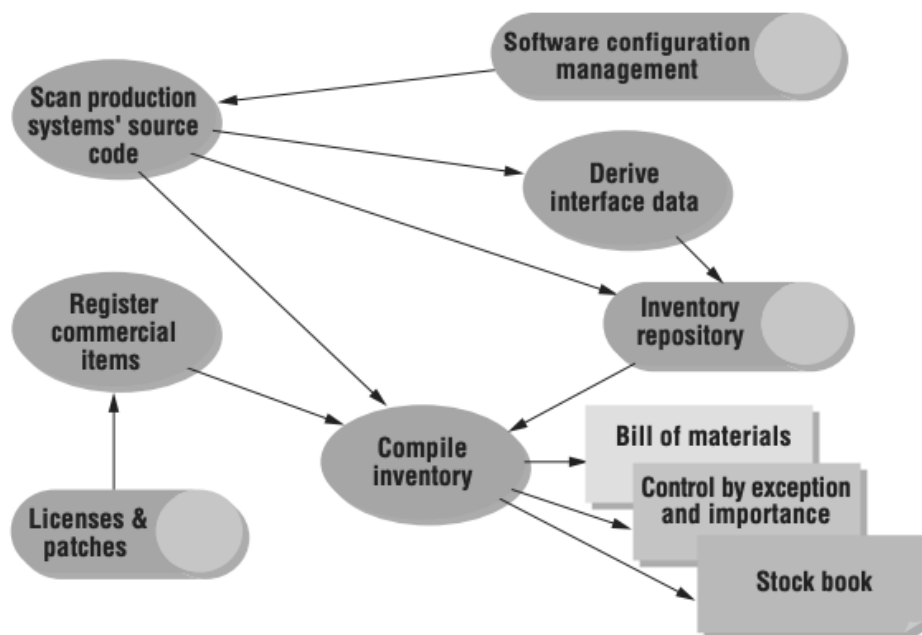 Software configuration
management
Scan production
systems' source
code
Derive
interface data
Register
commercial
items
Inventory
repository
Compile
inventory
Bill of materials
Control by exception
and importance
Licenses &
patches
Stock book